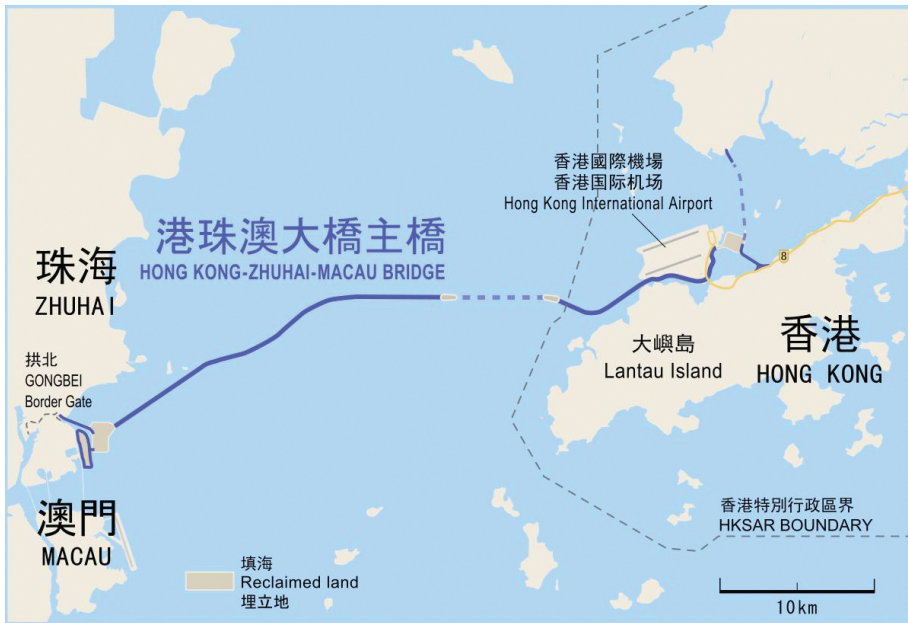 香港國際機場
香港国际机场
Hong Kong International Airport
港珠澳大橋主橋
HONG KONG-ZHUHAI-MACAU BRIDGE
珠海
ZHUHAI
8
香港
HONG KONG
大嶼島
Lantau Island
拱北
GONGBEI
Border Gate
澳門
MACAU
香港特別行政區界
HKSAR BOUNDARY
填海
Reclaimed land
埋立地
10km